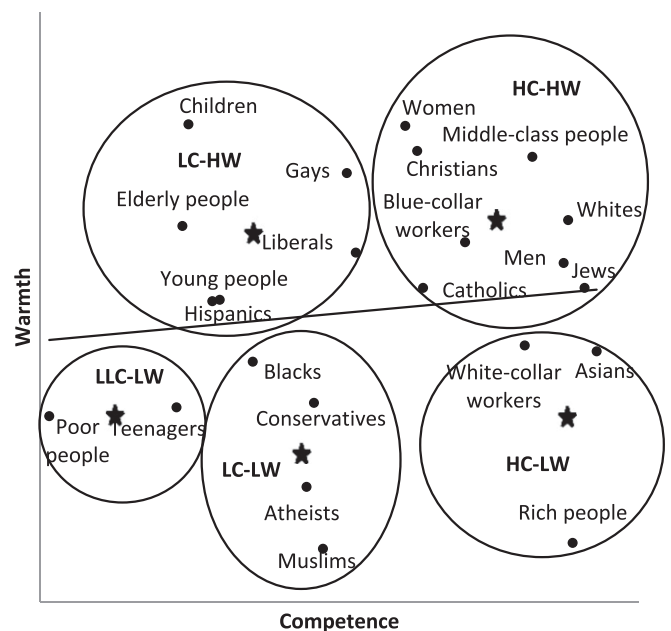 HC-HW
Children
Women
Middle-class people
LC-HW
Gays
Christians
Elderly people
Blue-collar
workers
Whites
Liberals
Men
Jews
Young people
Catholics
Hispanics
Warmth
LLC-LW
Blacks
White-collar
workers
Asians
Poor
people
Teenagers
Conservatives
LC-LW
HC-LW
Atheists
Rich people
Muslims
Competence